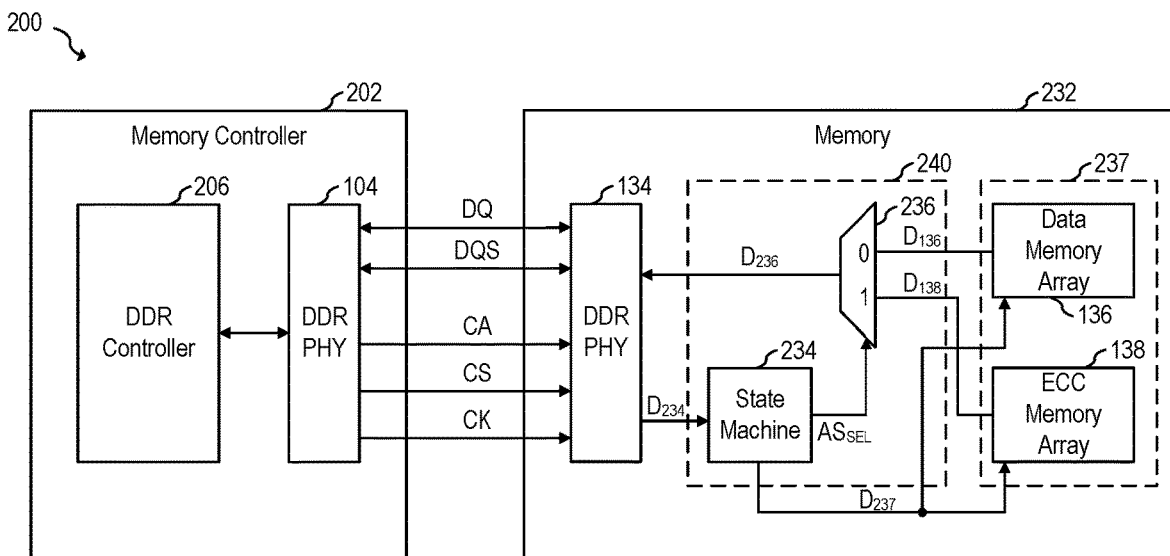 200
202
Memory Controller
206
DDR
Controller
104
DDR
PHY
DQ
DQS
CA
CS
CK
232
Memory
134
DDR
PHY
D236
D234
240
236
0
1
234
State
Machine
ASSEL
D237
237
D136
D138
Data
Memory
Array
136
138
ECC
Memory
Array